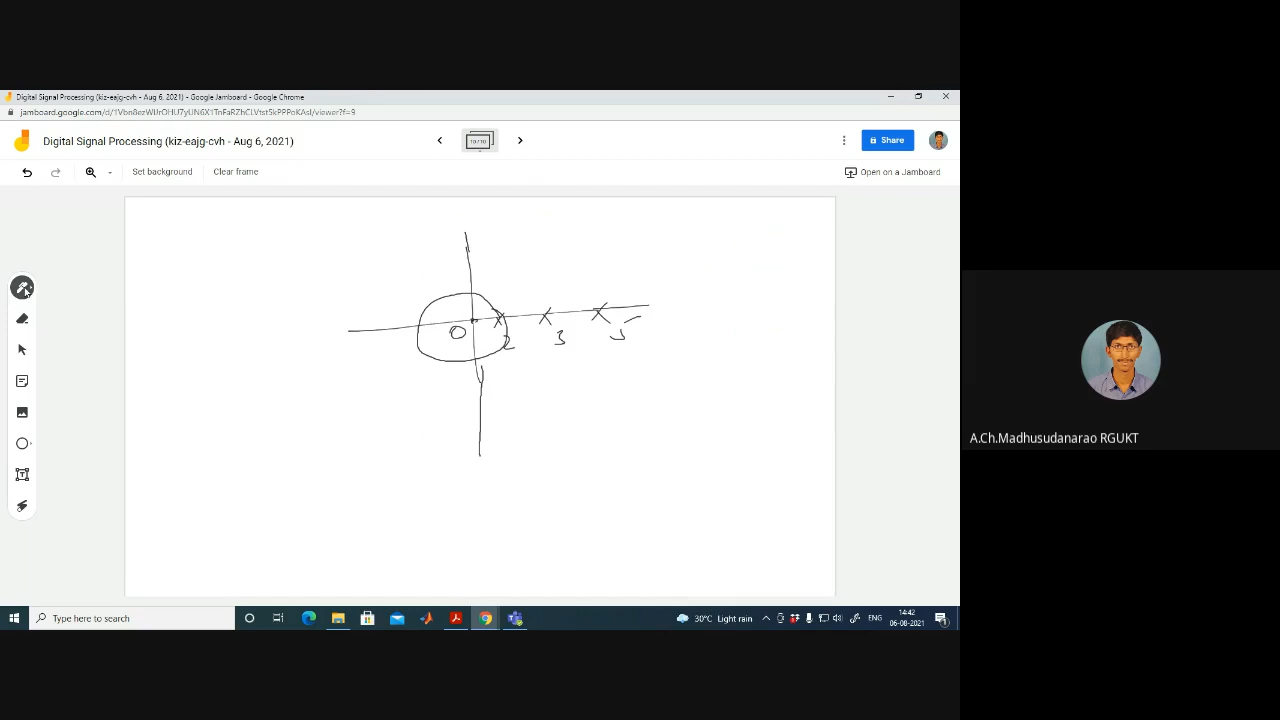 Digital Signal Processing (kiz-eajg-cvh - Aug 6, 2021) - Google Jamboard - Google Chrome
Digital Signal Processing (kiz-eajg-cvh - Aug 6, 2021)
10 / 10
Share
Set background
Clear frame
Open on a Jamboard
0
2
3
5
A.Ch.Madhusudanarao RGUKT
Type here to search
30°C Light rain
ENG
14:42
06-08-2021